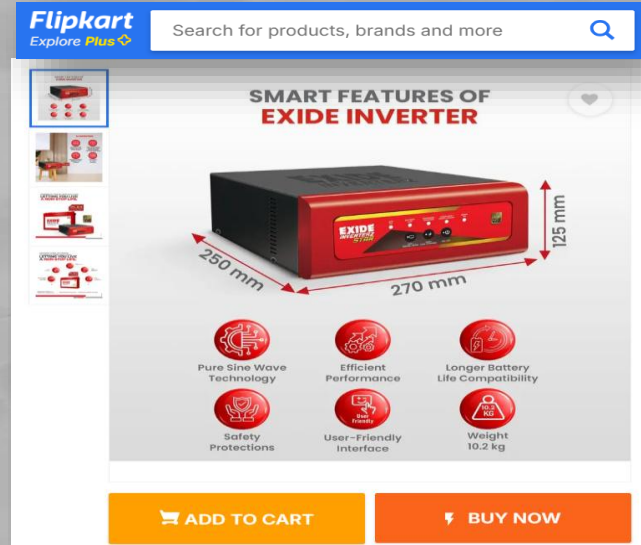 Flipkart
Explore Plus
Search for products, brands and more
SMART FEATURES OF
EXIDE INVERTER
EXIDE
INVERTERZ
STAR
125 mm
250 mm
270 mm
Pure Sine Wave
Technology
Efficient
Performance
Longer Battery
Life Compatibility
User
Friendly
10.2
KG
Safety
Protections
User-Friendly
Interface
Weight
10.2 kg
ADD TO CART
BUY NOW